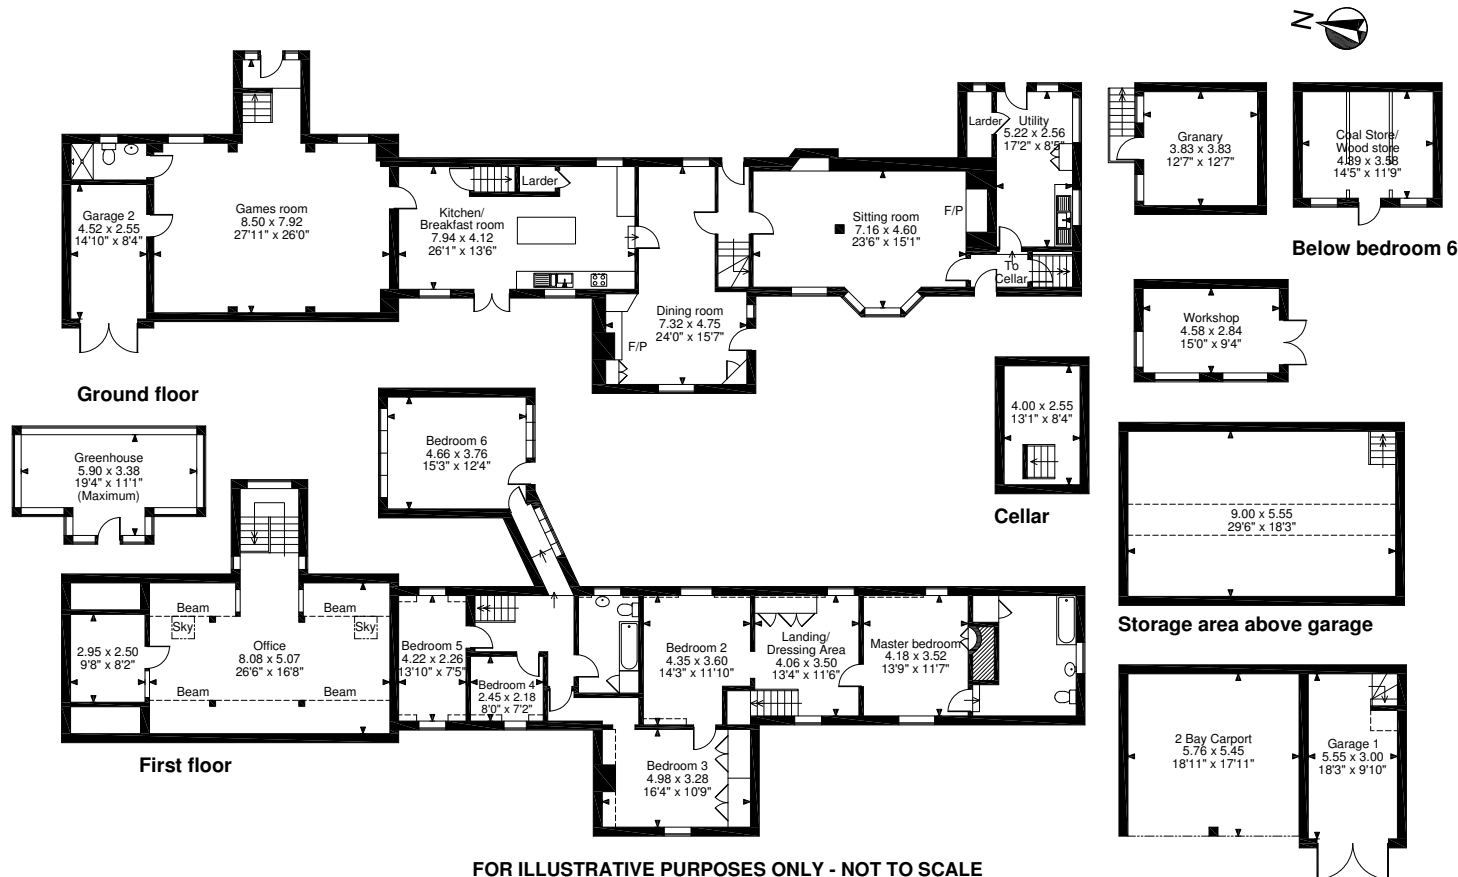 N
Larder
Utility
5.22 x 2.56
17'2" x 8'5"
Granary
3.83 x 3.83
12'7" x 12'7"
Coal Store/
Wood store
4.39 x 3.58
14'5" x 11'9"
Below bedroom 6
Garage 2
4.52 x 2.55
14'10" x 8'4"
Games room
8.50 x 7.92
27'11" x 26'0"
Larder
Kitchen/
Breakfast room
7.94 x 4.12
26'1" x 13'6"
Sitting room
7.16 x 4.60
23'6" x 15'1"
F/P
To
Cellar
Dining room
7.32 x 4.75
24'0" x 15'7"
F/P
Workshop
4.58 x 2.84
15'0" x 9'4"
Ground floor
4.00 x 2.55
13'1" x 8'4"
Cellar
Greenhouse
5.90 x 3.38
19'4" x 11'1"
(Maximum)
Bedroom 6
4.66 x 3.76
15'3" x 12'4"
9.00 x 5.55
29'6" x 18'3"
Storage area above garage
Beam
Beam
Sky
Sky
2.95 x 2.50
9'8" x 8'2"
Office
8.08 x 5.07
26'6" x 16'8"
Beam
Beam
Bedroom 5
4.22 x 2.26
13'10" x 7'5"
Bedroom 4
2.45 x 2.18
8'0" x 7'2"
Bedroom 2
4.35 x 3.60
14'3" x 11'10"
Landing/
Dressing Area
4.06 x 3.50
13'4" x 11'6"
Master bedroom
4.18 x 3.52
13'9" x 11'7"
First floor
Bedroom 3
4.98 x 3.28
16'4" x 10'9"
2 Bay Carport
5.76 x 5.45
18'11" x 17'11"
Garage 1
5.55 x 3.00
18'3" x 9'10"
FOR ILLUSTRATIVE PURPOSES ONLY - NOT TO SCALE